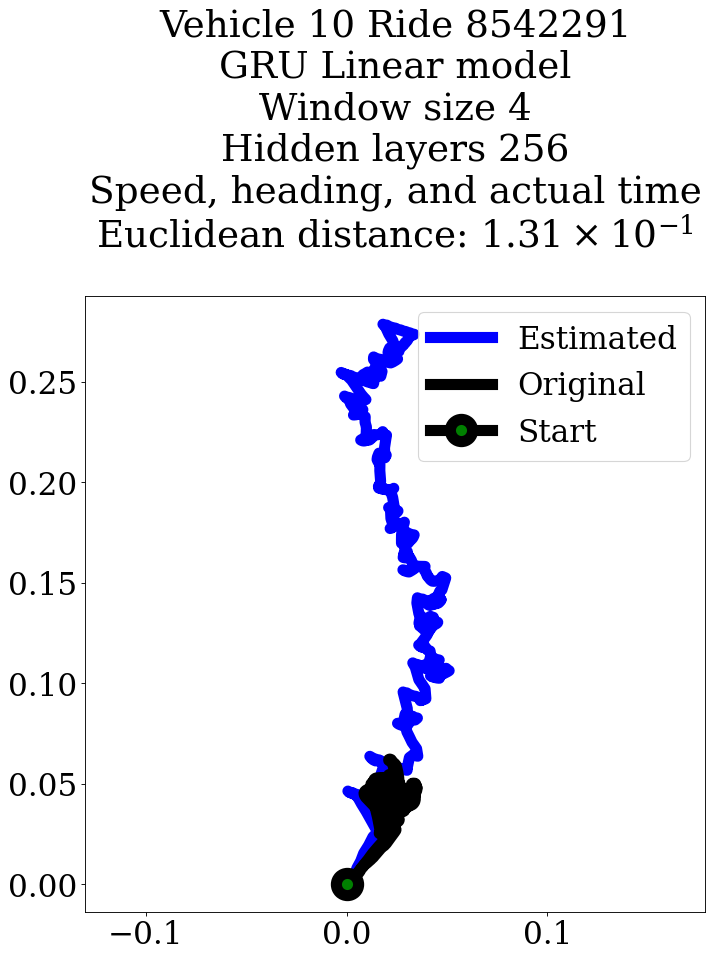 Vehicle 10 Ride 8542291
GRU Linear model
Window size 4
Hidden layers 256
Speed, heading, and actual time
Euclidean distance: 1.31 × 10⁻¹
Estimated
Original
Start
0.25
0.20
0.15
0.10
0.05
0.00
−0.1
0.0
0.1